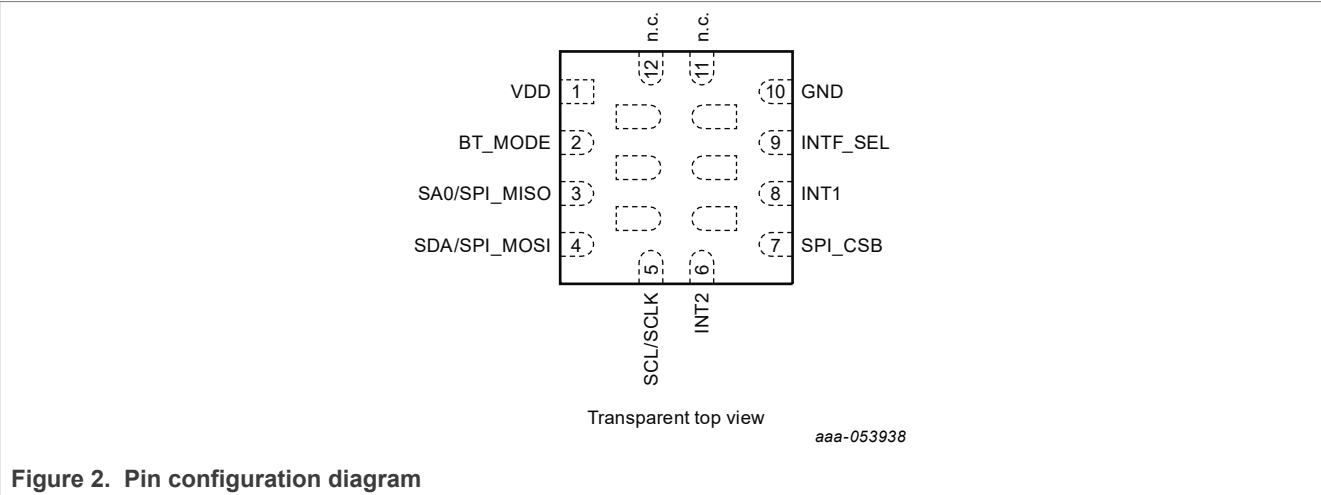 n.c.
n.c.
12
11
VDD 1
10 GND
BT_MODE 2
9 INTF_SEL
SA0/SPI_MISO 3
8 INT1
SDA/SPI_MOSI 4
7 SPI_CSB
5
6
SCL/SCLK
INT2
Transparent top view
aaa-053938
Figure 2. Pin configuration diagram